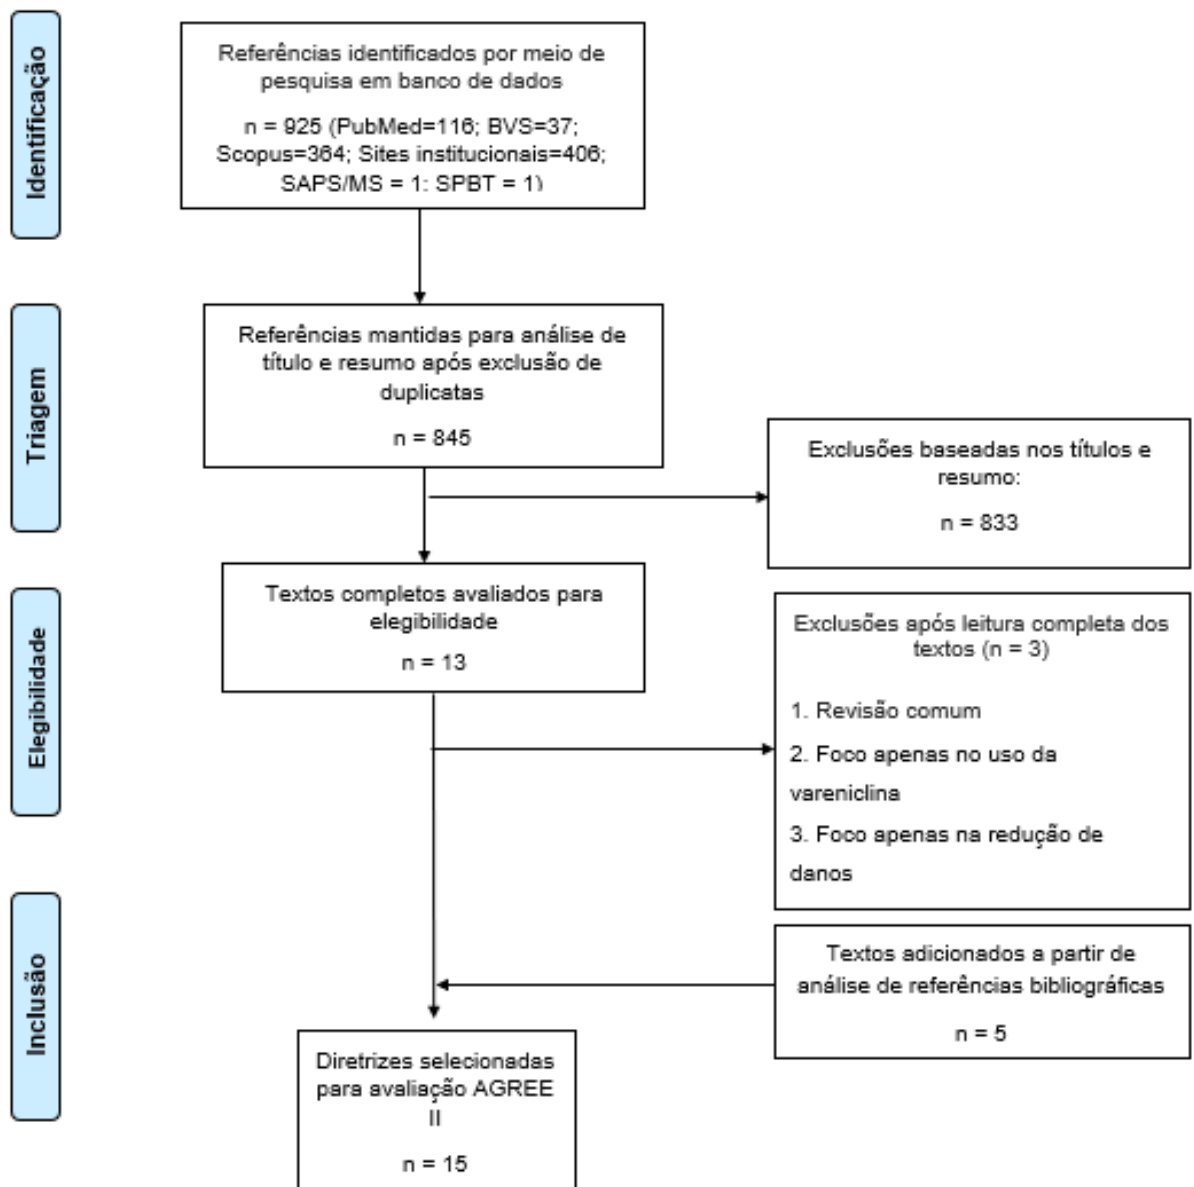 Identificação
Referências identificados por meio de
pesquisa em banco de dados
n = 925 (PubMed=116; BVS=37;
Scopus=364; Sites institucionais=406;
SAPS/MS = 1: SPBT = 1)
Triagem
Referências mantidas para análise de
título e resumo após exclusão de
duplicatas
n = 845
Exclusões baseadas nos títulos e
resumo:
n = 833
Elegibilidade
Textos completos avaliados para
elegibilidade
n = 13
Exclusões após leitura completa dos
textos (n = 3)
1. Revisão comum
2. Foco apenas no uso da
vareniclina
3. Foco apenas na redução de
danos
Inclusão
Textos adicionados a partir de
análise de referências bibliográficas
n = 5
Diretrizes selecionadas
para avaliação AGREE
II
n = 15